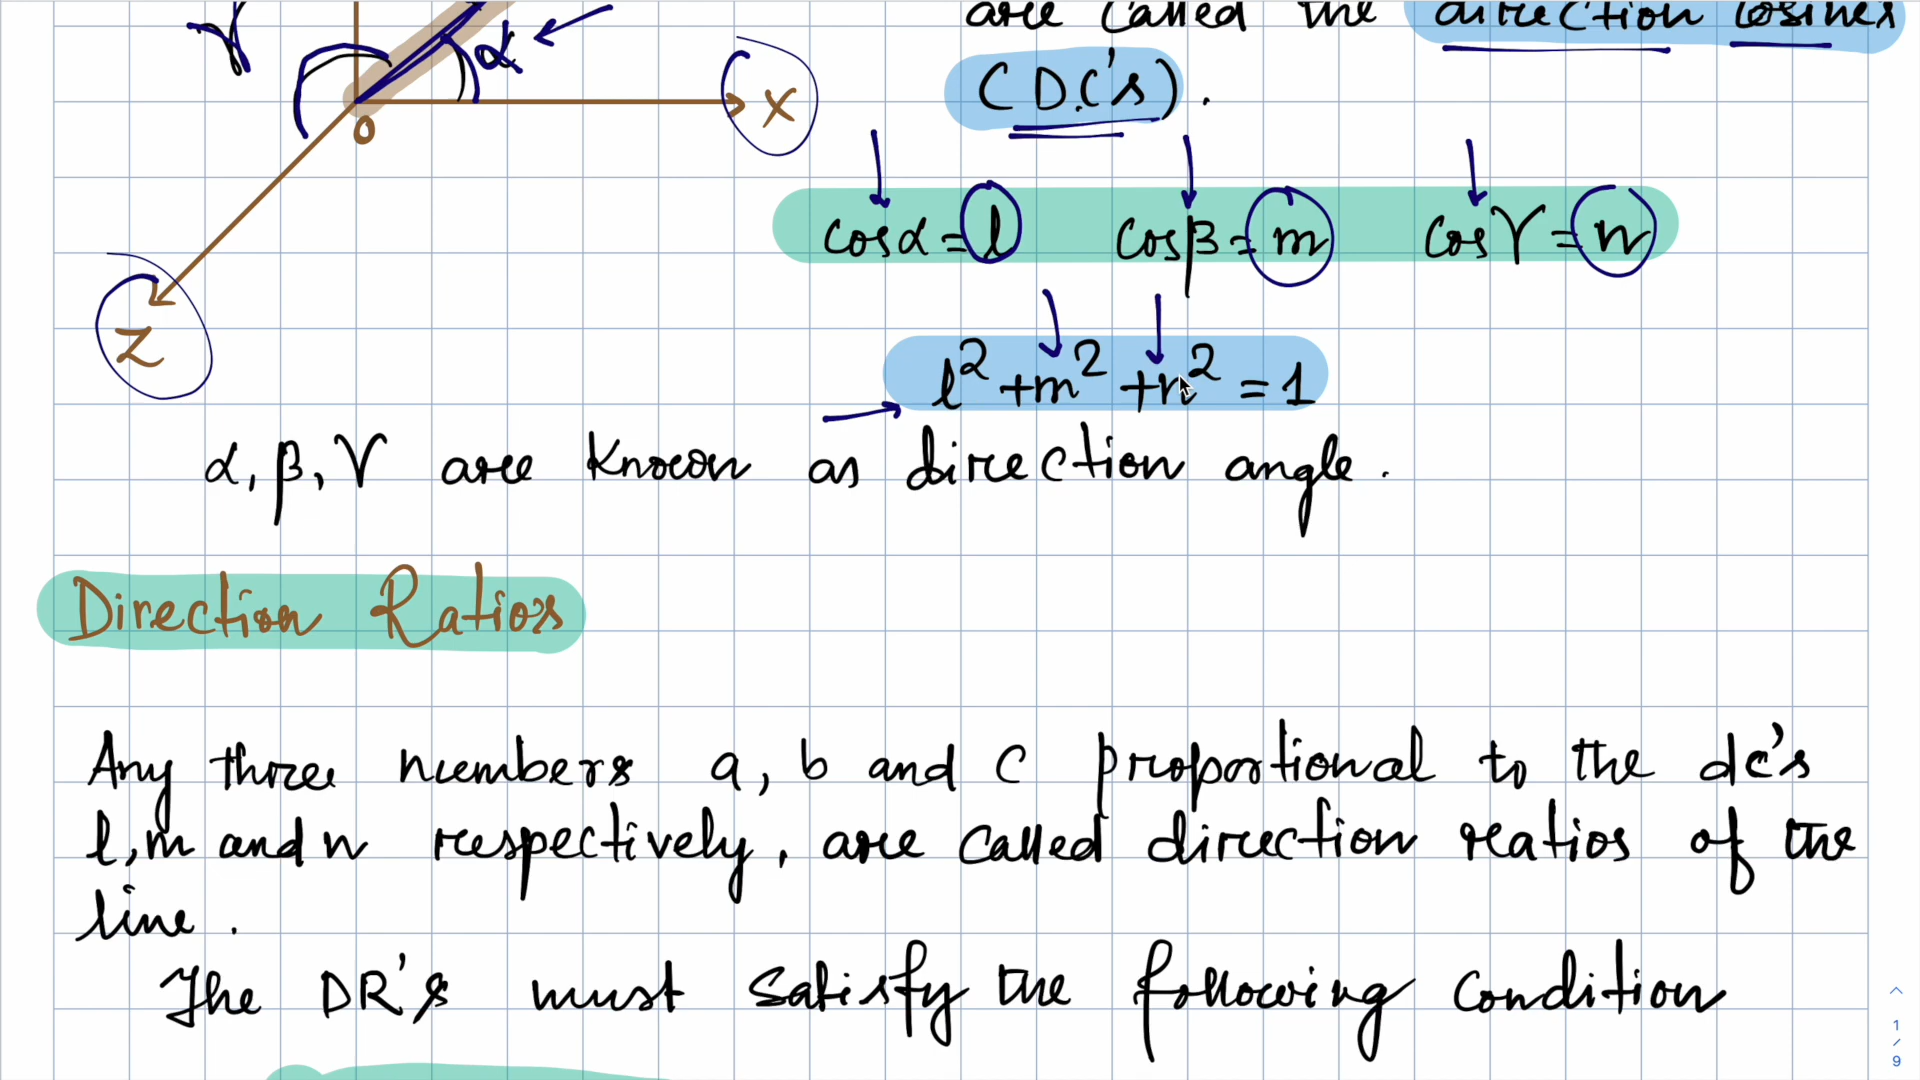 are called the direction cosines
γ
α
(D.C's).
X
O
cosα = l cosβ = m cosγ = n
Z
l² + m² + n² = 1
α, β, γ are known as direction angle.
Direction Ratios
Any three numbers a, b and c proportional to the dc's
l, m and n respectively, are called direction ratios of the
line.
The DR's must satisfy the following condition
1
/
9